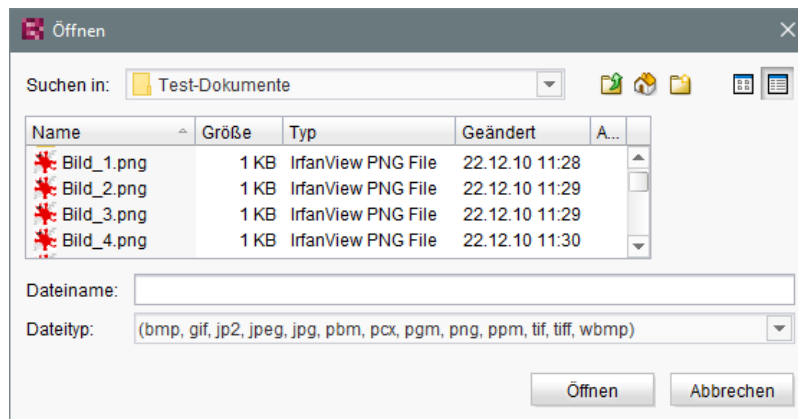 Öffnen
Suchen in: Test-Dokumente
Name Größe Typ Geändert A...
Bild_1.png 1 KB IrfanView PNG File 22.12.10 11:28
Bild_2.png 1 KB IrfanView PNG File 22.12.10 11:29
Bild_3.png 1 KB IrfanView PNG File 22.12.10 11:29
Bild_4.png 1 KB IrfanView PNG File 22.12.10 11:30
Dateiname:
Dateityp: (bmp, gif, jp2, jpeg, jpg, pbm, pcx, pgm, png, ppm, tif, tiff, wbmp)
Öffnen Abbrechen